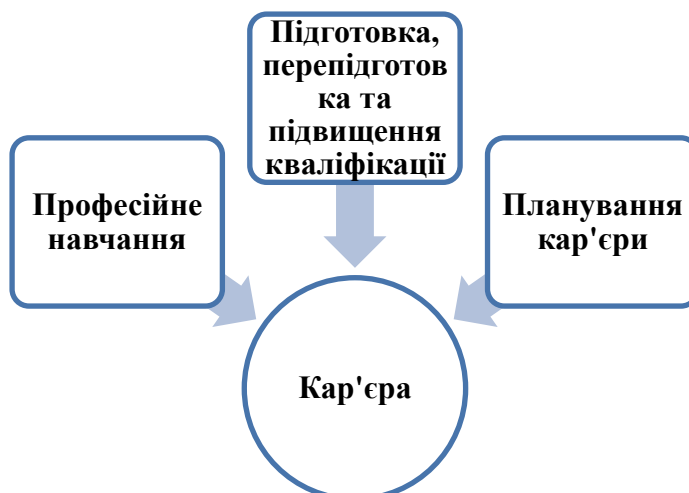 Підготовка,
перепідготов
ка та
підвищення
кваліфікації
Професійне
навчання
Планування
кар'єри
Кар'єра